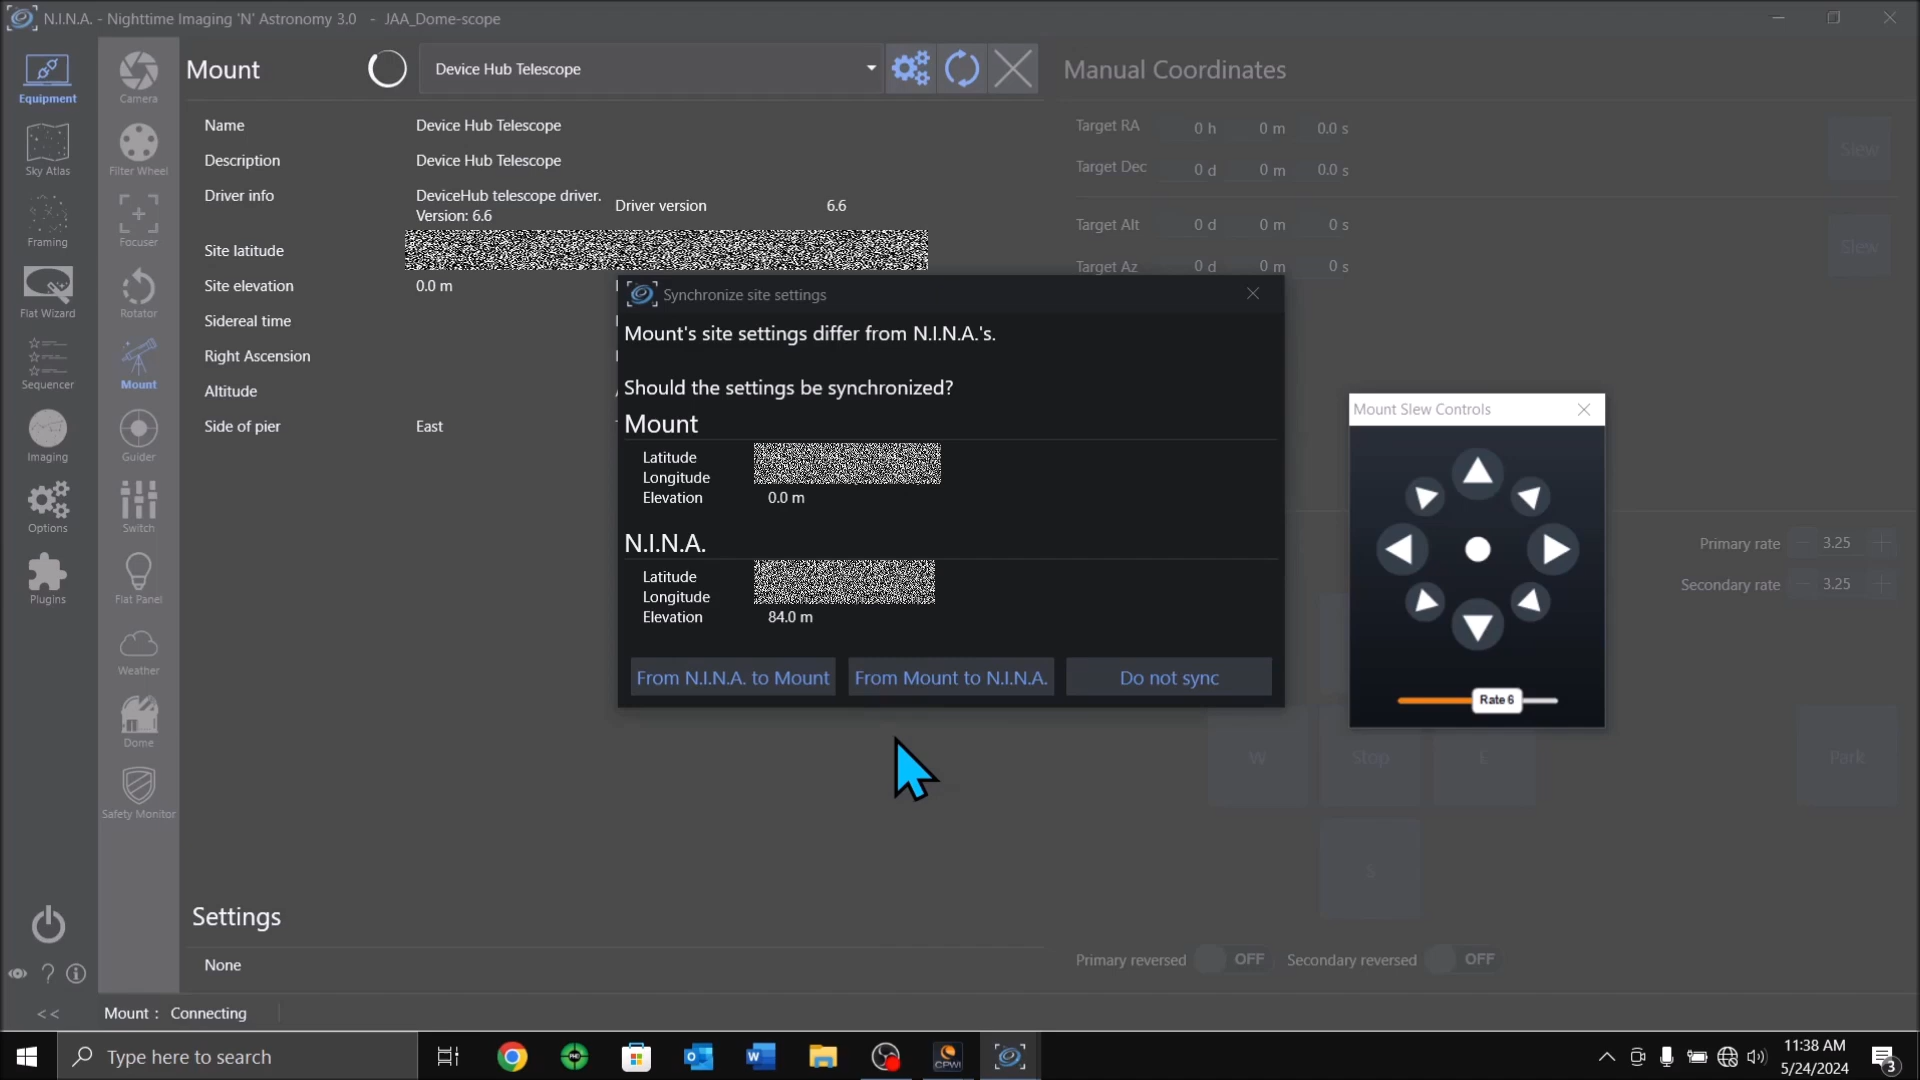 N.I.N.A. - Nighttime Imaging 'N' Astronomy 3.0 - JAA_Dome-scope
Equipment
Sky Atlas
Framing
Flat Wizard
Sequencer
Imaging
Options
Plugins
Camera
Filter Wheel
Focuser
Rotator
Mount
Guider
Switch
Flat Panel
Weather
Dome
Safety Monitor
Mount
Device Hub Telescope
Name Device Hub Telescope
Description Device Hub Telescope
Driver info DeviceHub telescope driver.
Version: 6.6
Driver version 6.6
Site latitude
Site elevation 0.0 m
Sidereal time
Right Ascension
Altitude
Side of pier East
Settings
None
Manual Coordinates
Target RA 0 h 0 m 0.0 s
Target Dec 0 d 0 m 0.0 s
Slew
Target Alt 0 d 0 m 0 s
Target Az 0 d 0 m 0 s
Slew
Synchronize site settings
Mount's site settings differ from N.I.N.A.'s.
Should the settings be synchronized?
Mount
Latitude
Longitude
Elevation 0.0 m
N.I.N.A.
Latitude
Longitude
Elevation 84.0 m
From N.I.N.A. to Mount
From Mount to N.I.N.A.
Do not sync
Mount Slew Controls
Rate 6
Primary rate 3.25
Secondary rate 3.25
W
Stop
E
Park
S
Primary reversed OFF Secondary reversed OFF
<< Mount : Connecting
Type here to search
CPWI
11:38 AM
5/24/2024
3